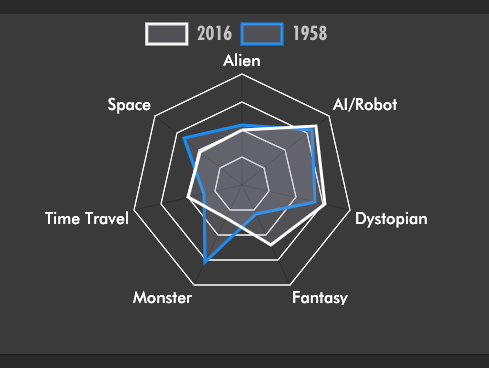 2016 1958
Alien
Space AI/Robot
Time Travel Dystopian
Monster Fantasy